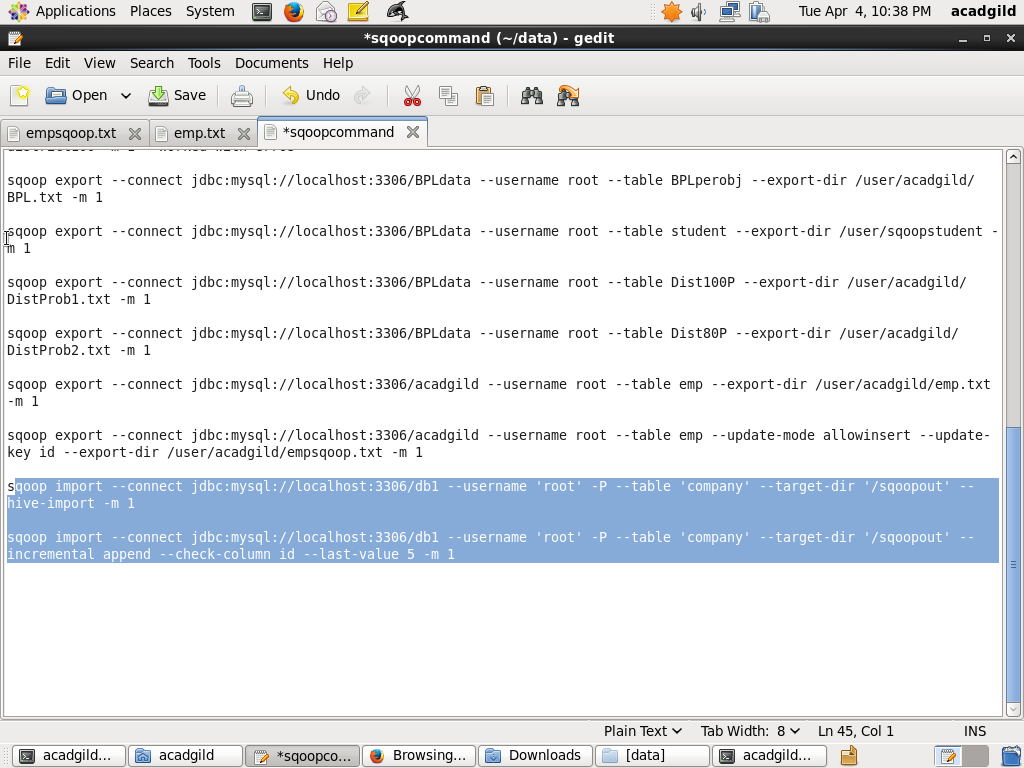 Applications Places System Tue Apr 4, 10:38 PM acadgild
*sqoopcommand (~/data) - gedit
File Edit View Search Tools Documents Help
Open Save Undo
empsqoop.txt emp.txt *sqoopcommand
sqoop export --connect jdbc:mysql://localhost:3306/BPLdata --username root --table BPLperobj --export-dir /user/acadgild/
BPL.txt -m 1
sqoop export --connect jdbc:mysql://localhost:3306/BPLdata --username root --table student --export-dir /user/sqoopstudent -
m 1
sqoop export --connect jdbc:mysql://localhost:3306/BPLdata --username root --table Dist100P --export-dir /user/acadgild/
DistProb1.txt -m 1
sqoop export --connect jdbc:mysql://localhost:3306/BPLdata --username root --table Dist80P --export-dir /user/acadgild/
DistProb2.txt -m 1
sqoop export --connect jdbc:mysql://localhost:3306/acadgild --username root --table emp --export-dir /user/acadgild/emp.txt
-m 1
sqoop export --connect jdbc:mysql://localhost:3306/acadgild --username root --table emp --update-mode allowinsert --update-
key id --export-dir /user/acadgild/empsqoop.txt -m 1
sqoop import --connect jdbc:mysql://localhost:3306/db1 --username 'root' -P --table 'company' --target-dir '/sqoopout' --
hive-import -m 1
sqoop import --connect jdbc:mysql://localhost:3306/db1 --username 'root' -P --table 'company' --target-dir '/sqoopout' --
incremental append --check-column id --last-value 5 -m 1
Plain Text Tab Width: 8 Ln 45, Col 1 INS
acadgild... acadgild *sqoopco... Browsing... Downloads [data] acadgild...